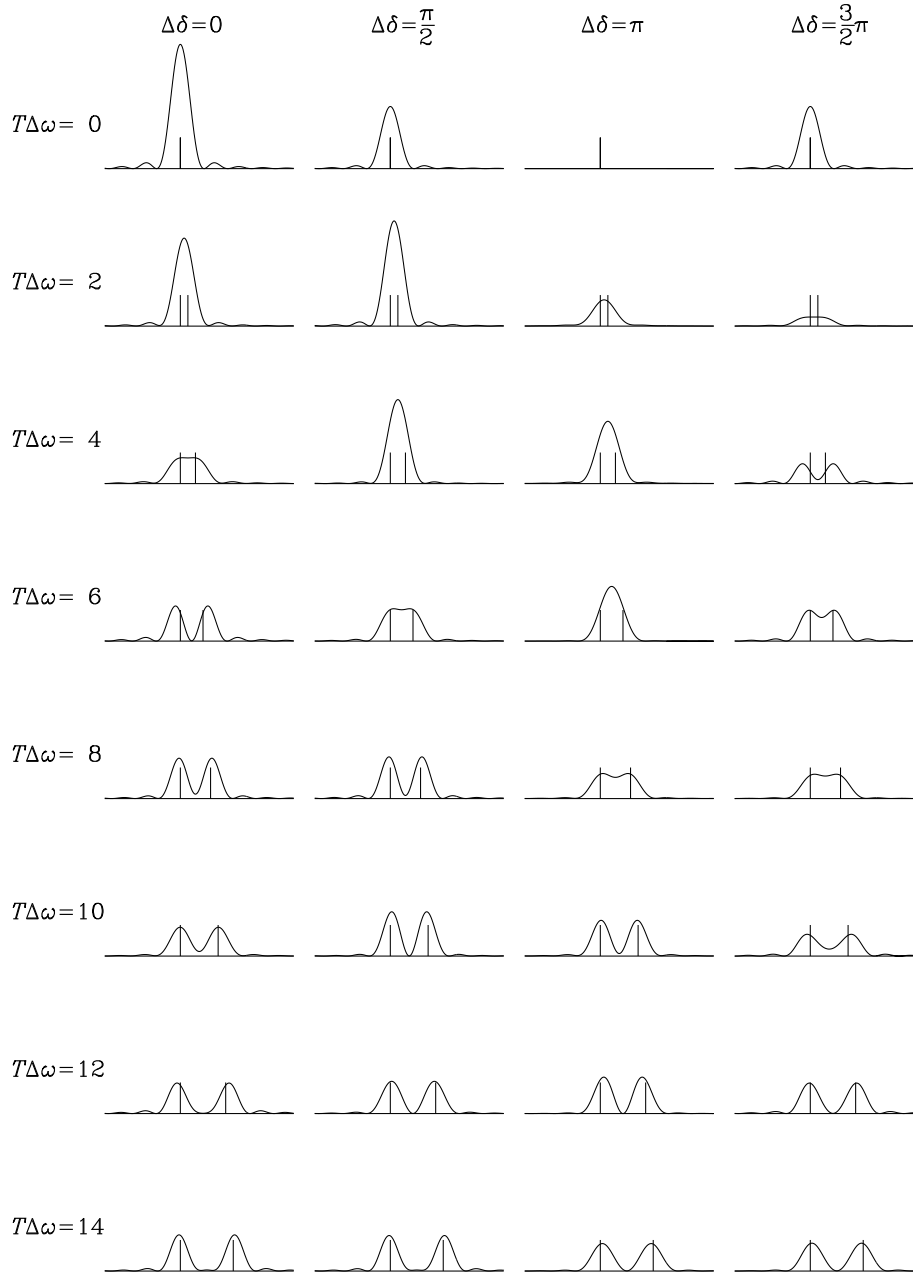 Δδ=0 Δδ=π/2 Δδ=π Δδ=3/2π
TΔω= 0
TΔω= 2
TΔω= 4
TΔω= 6
TΔω= 8
TΔω=10
TΔω=12
TΔω=14